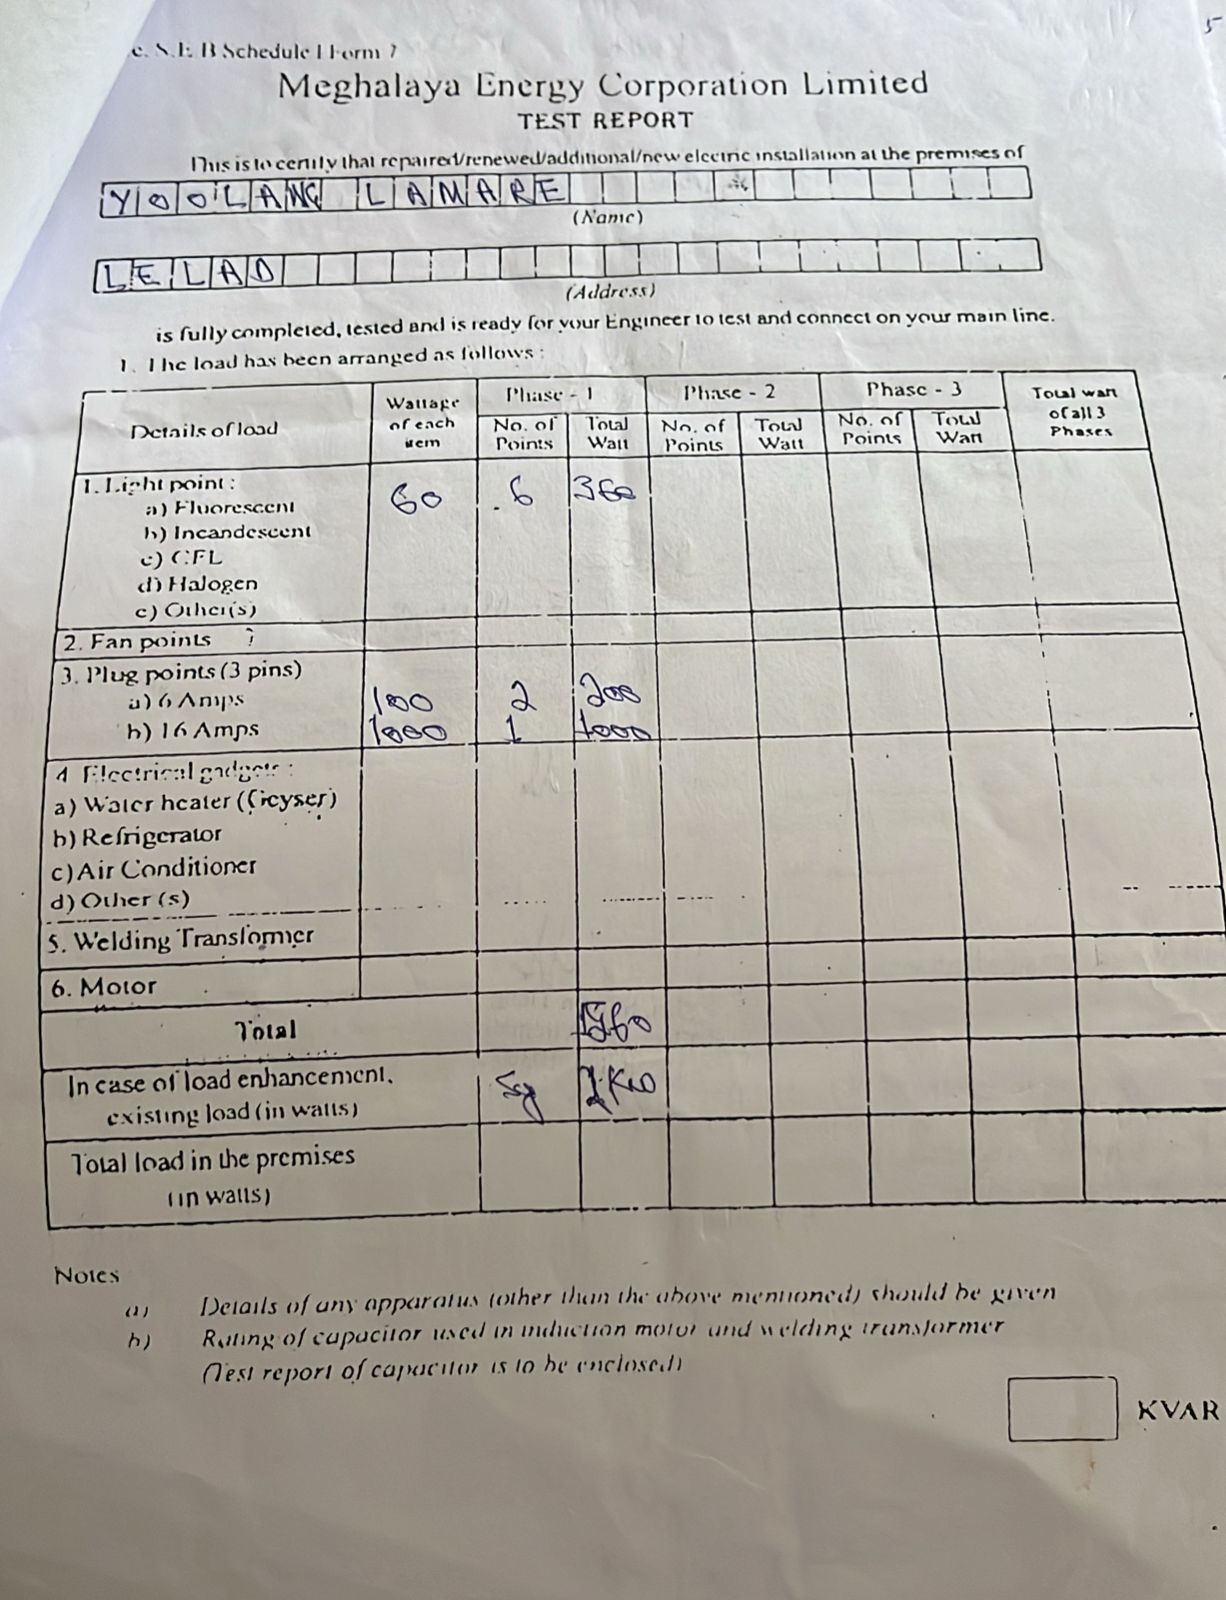 5
S.E B Schedule I Form 7
Meghalaya Energy Corporation Limited
TEST REPORT
This is to certify that repaired/renewed/additional/new electric installation at the premises of
YOOLANG LAMARE
(Name)
LELAD
(Address)
is fully completed, tested and is ready for your Engineer to test and connect on your main line.
1. The load has been arranged as follows :
Details of load Wattage of each item Phase - 1 Phase - 2 Phase - 3 Total watt of all 3 Phases
No. of Points Total Watt No. of Points Total Watt No. of Points Total Watt
1. Light point : 60 6 360
a) Fluorescent
b) Incandescent
c) CFL
d) Halogen
e) Other(s)
2. Fan points
3. Plug points (3 pins)
a) 6 Amps 100 2 200
b) 16 Amps 1000 1 1000
4 Electrical gadgets :
a) Water heater (Geyser)
b) Refrigerator
c) Air Conditioner
d) Other (s)
5. Welding Transformer
6. Motor
Total 1560
In case of load enhancement, existing load (in watts)
Total load in the premises (in watts)
Notes
a) Details of any apparatus (other than the above mentioned) should be given
b) Rating of capacitor used in induction motor and welding transformer
(Test report of capacitor is to be enclosed)
KVAR